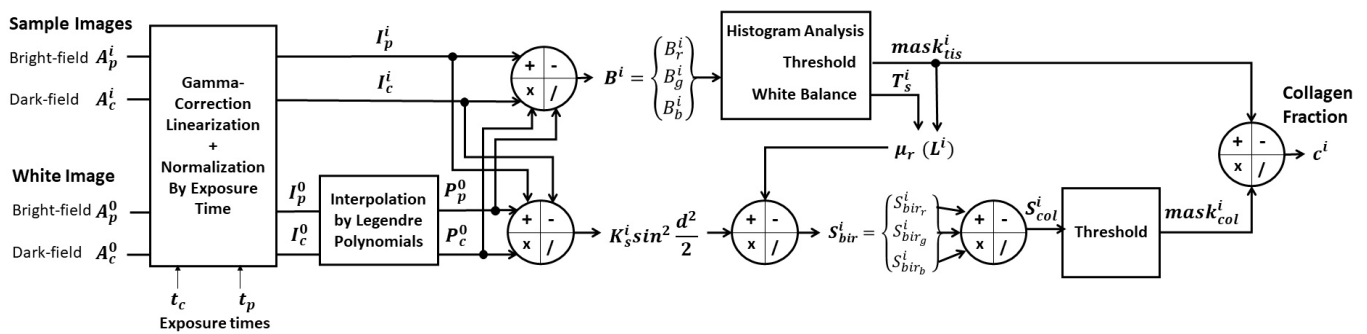 Sample Images
Bright-field A_p^i
Dark-field A_c^i
White Image
Bright-field A_p^0
Dark-field A_c^0
Gamma-
Correction
Linearization
+
Normalization
By Exposure
Time
t_c t_p
Exposure times
I_p^i
I_c^i
I_p^0
I_c^0
Interpolation
by Legendre
Polynomials
P_p^0
P_c^0
+ -
x /
B^i = { B_r^i
B_g^i
B_b^i }
Histogram Analysis
Threshold
White Balance
mask_tis^i
T_s^i
μ_r (L^i)
+ -
x /
K_s^i sin^2 d^2/2
+ -
x /
S_bir^i = { S_bir_r^i
S_bir_g^i
S_bir_b^i }
+ -
x /
S_col^i
Threshold
mask_col^i
+ -
x /
Collagen
Fraction
c^i